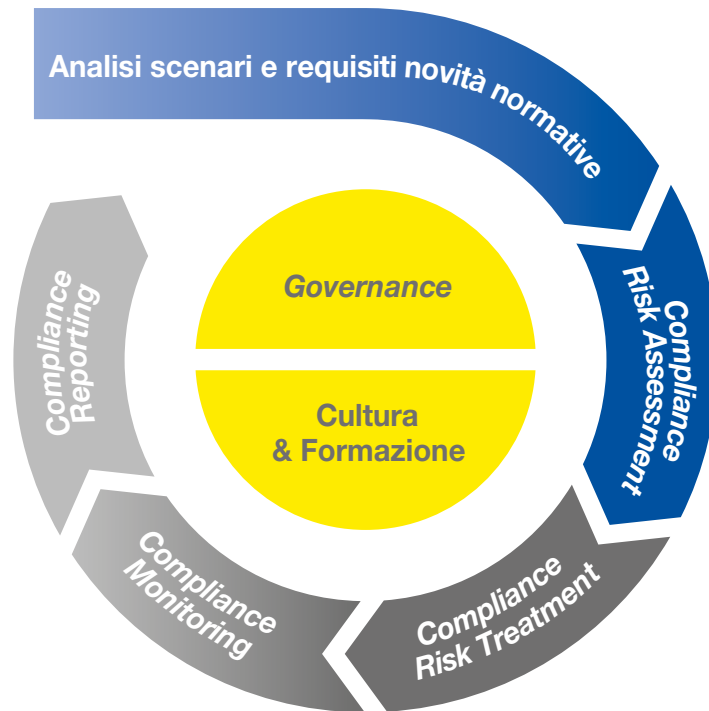 Analisi scenari e requisiti novità normative
Compliance
Risk Assessment
Compliance
Risk Treatment
Compliance
Monitoring
Compliance
Reporting
Governance
Cultura
& Formazione